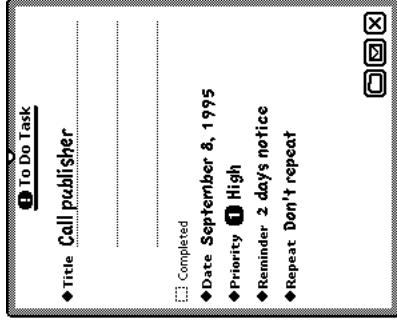 To Do Task
Title Call publisher
Completed
Date September 8, 1995
Priority 1 High
Reminder 2 days notice
Repeat Don't repeat